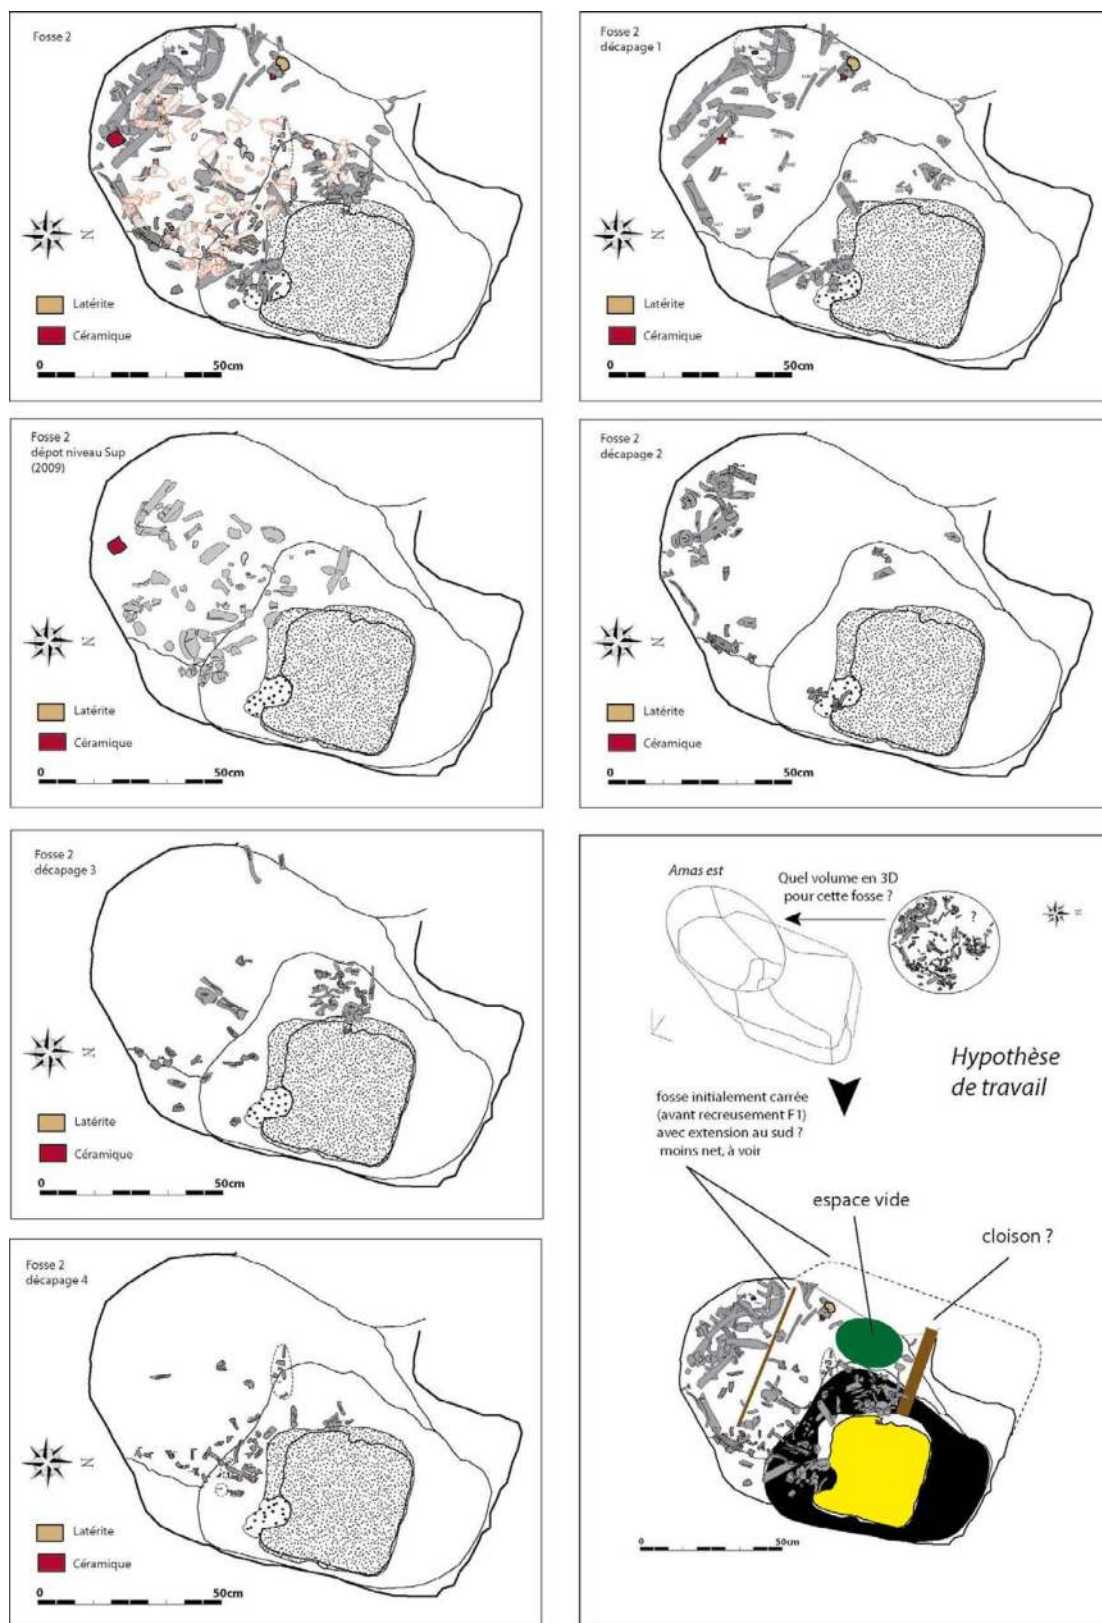 Fosse 2
N
Latérite
Céramique
0 50cm
Fosse 2
décapage 1
N
Latérite
Céramique
0 50cm
Fosse 2
dépot niveau Sup
(2009)
N
Latérite
Céramique
0 50cm
Fosse 2
décapage 2
N
Latérite
Céramique
0 50cm
Fosse 2
décapage 3
N
Latérite
Céramique
0 50cm
Amas est
Quel volume en 3D
pour cette fosse ?
?
N
Hypothèse
de travail
fosse initialement carrée
(avant recreusement F1)
avec extension au sud ?
moins net, à voir
espace vide
cloison ?
0 50cm
Fosse 2
décapage 4
N
Latérite
Céramique
0 50cm